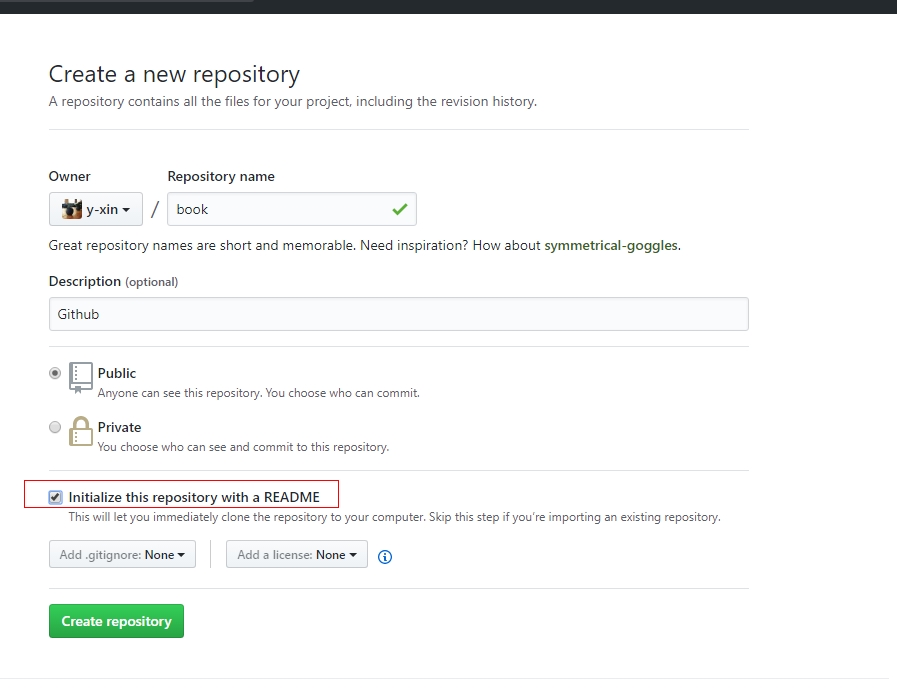 Create a new repository
A repository contains all the files for your project, including the revision history.
Owner Repository name
y-xin / book
Great repository names are short and memorable. Need inspiration? How about symmetrical-goggles.
Description (optional)
Github
Public
Anyone can see this repository. You choose who can commit.
Private
You choose who can see and commit to this repository.
Initialize this repository with a README
This will let you immediately clone the repository to your computer. Skip this step if you’re importing an existing repository.
Add .gitignore: None Add a license: None
Create repository